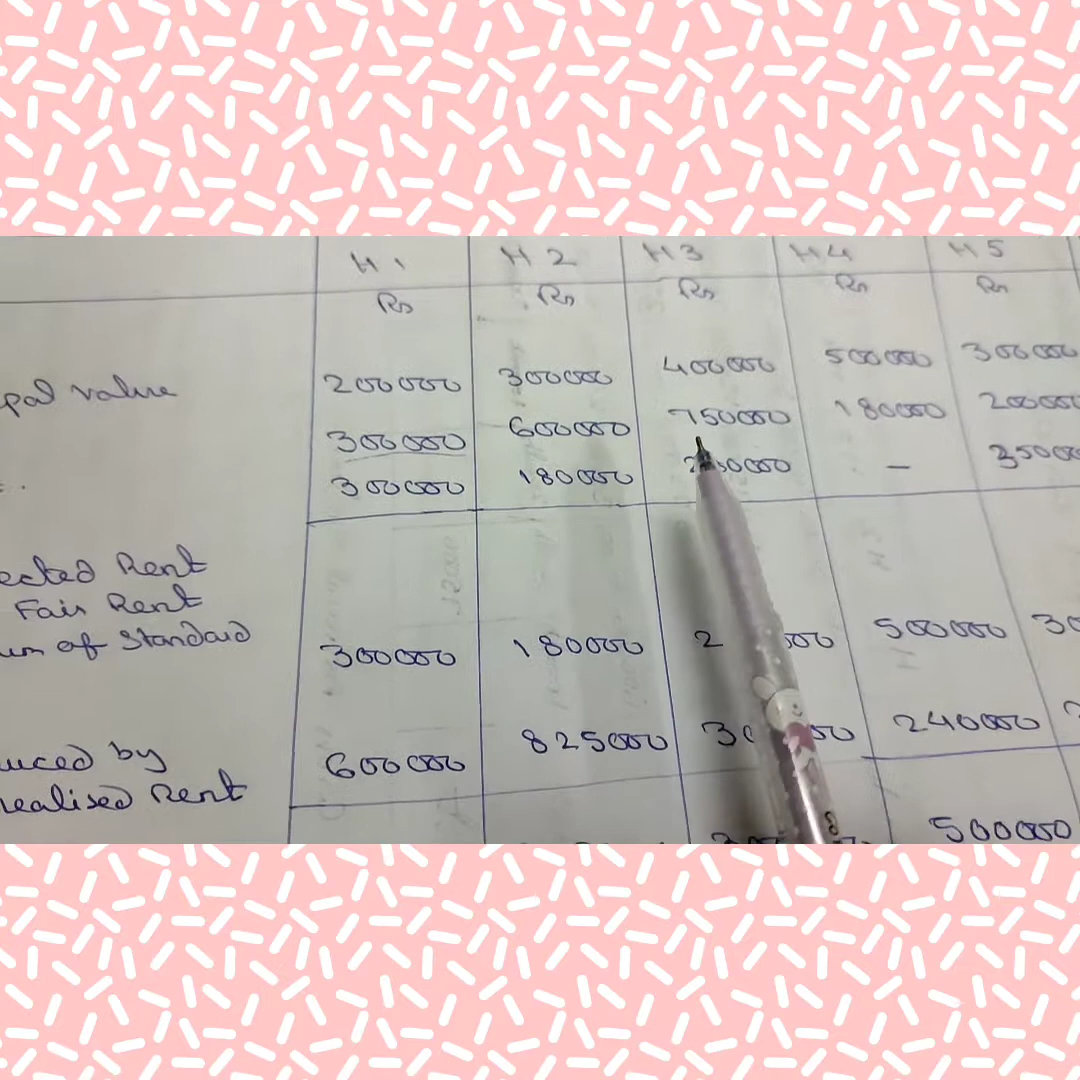 H1 H2 H3 H4 H5
Rs Rs Rs Rs Rs
pal value 200000 300000 400000 500000 300000
300000 600000 750000 180000 200000
300000 180000 –
ected Rent
Fair Rent
um of Standard 300000 180000 500000
uced by 600000 825000 240000
realised Rent
500000